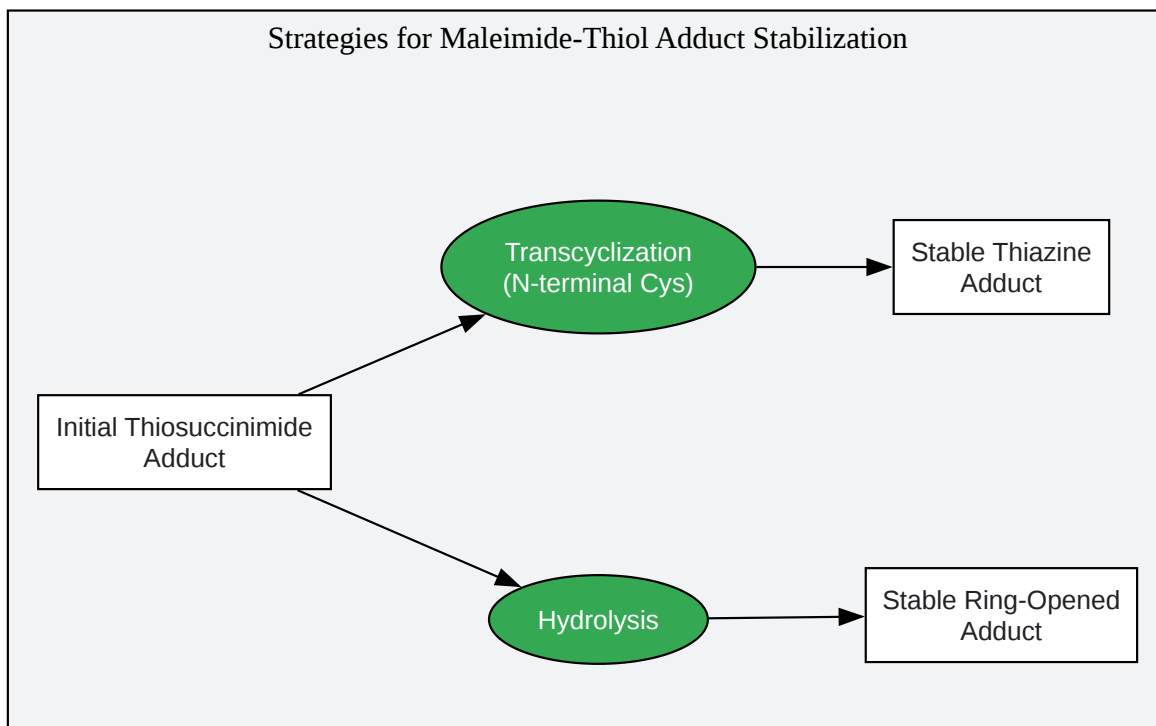 Strategies for Maleimide-Thiol Adduct Stabilization
Transcyclization
(N-terminal Cys)
Stable Thiazine
Adduct
Initial Thiosuccinimide
Adduct
Hydrolysis
Stable Ring-Opened
Adduct